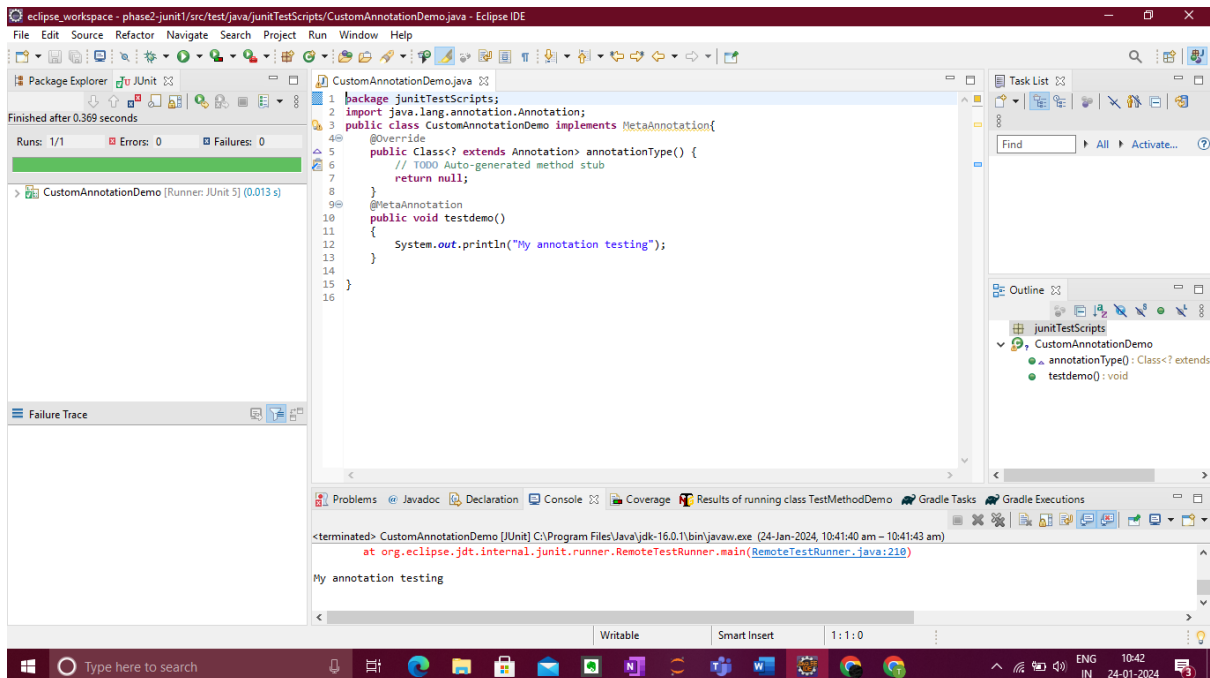 eclipse_workspace - phase2-junit1/src/test/java/junitTestScripts/CustomAnnotationDemo.java - Eclipse IDE
File Edit Source Refactor Navigate Search Project Run Window Help
Package Explorer JUnit
Finished after 0.369 seconds
Runs: 1/1 Errors: 0 Failures: 0
CustomAnnotationDemo [Runner: JUnit 5] (0.013 s)
Failure Trace
CustomAnnotationDemo.java
1 package junitTestScripts;
2 import java.lang.annotation.Annotation;
3 public class CustomAnnotationDemo implements MetaAnnotation{
4 @Override
5 public Class<? extends Annotation> annotationType() {
6 // TODO Auto-generated method stub
7 return null;
8 }
9 @MetaAnnotation
10 public void testdemo()
11 {
12 System.out.println("My annotation testing");
13 }
14
15 }
16
Task List
Find All Activate...
Outline
junitTestScripts
CustomAnnotationDemo
annotationType() : Class<? extends
testdemo() : void
Problems Javadoc Declaration Console Coverage Results of running class TestMethodDemo Gradle Tasks Gradle Executions
<terminated> CustomAnnotationDemo [JUnit] C:\Program Files\Java\jdk-16.0.1\bin\javaw.exe (24-Jan-2024, 10:41:40 am – 10:41:43 am)
at org.eclipse.jdt.internal.junit.runner.RemoteTestRunner.main(RemoteTestRunner.java:210)
My annotation testing
Writable Smart Insert 1 : 1 : 0
Type here to search
ENG 10:42
IN 24-01-2024
3